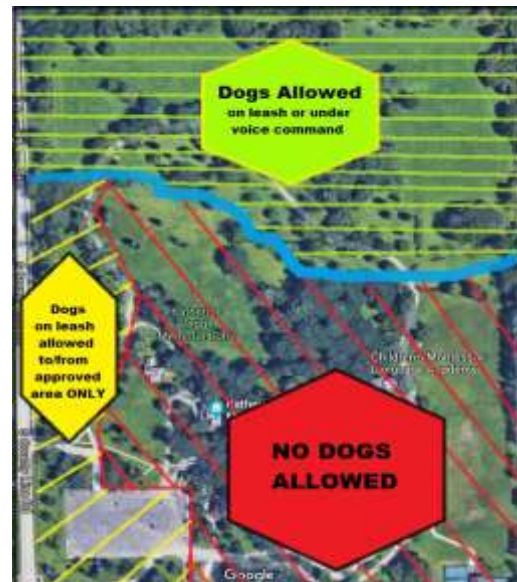 Dogs Allowed
on leash or under
voice command
Dogs
on leash
allowed
to/from
approved
area ONLY
NO DOGS
ALLOWED
Google